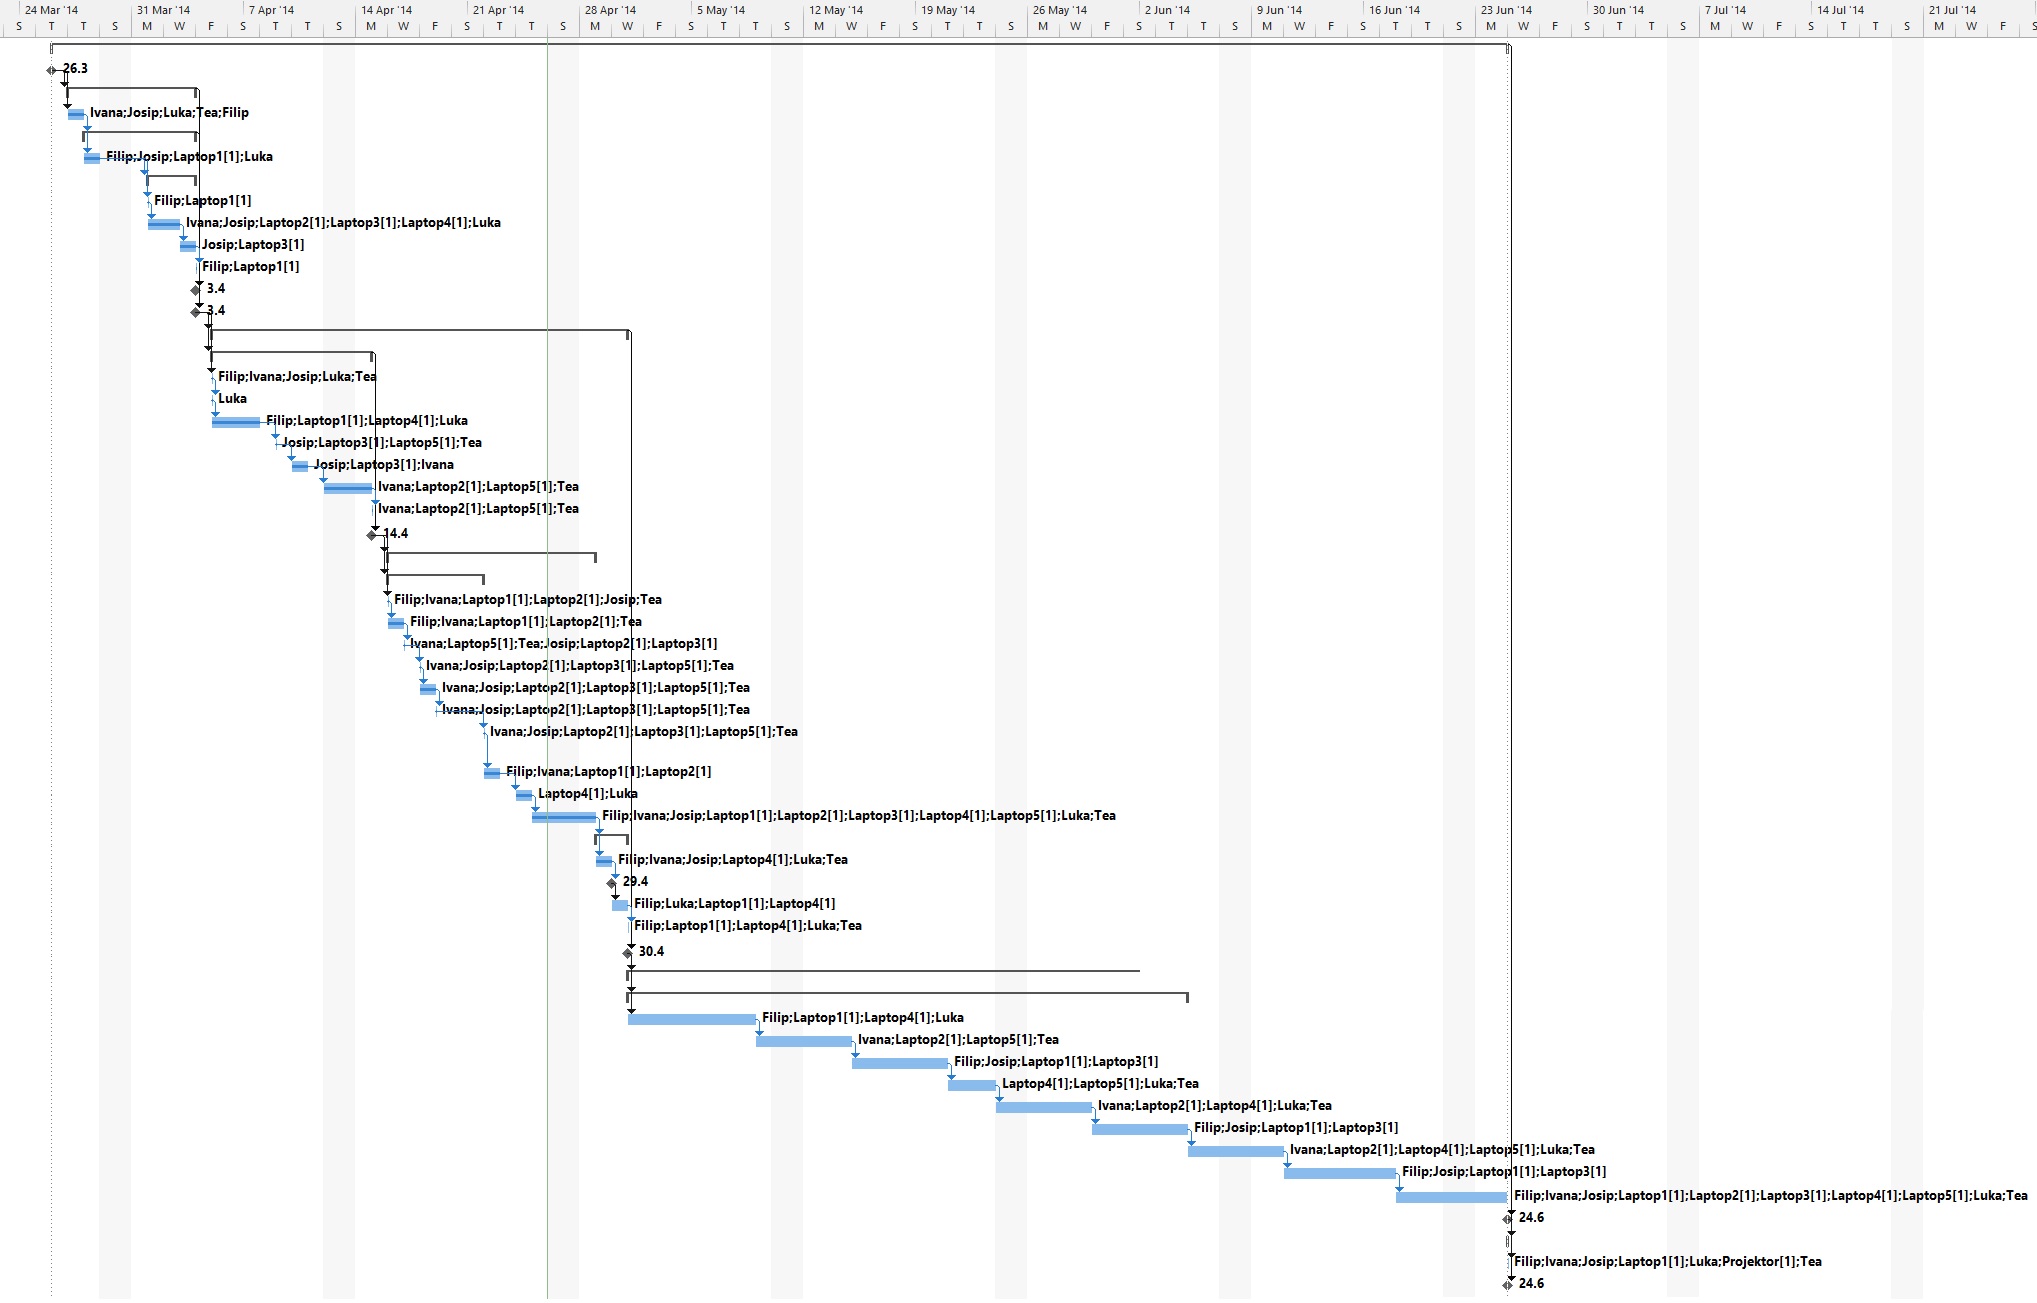 24 Mar '14 31 Mar '14 7 Apr '14 14 Apr '14 21 Apr '14 28 Apr '14 5 May '14 12 May '14 19 May '14 26 May '14 2 Jun '14 9 Jun '14 16 Jun '14 23 Jun '14 30 Jun '14 7 Jul '14 14 Jul '14 21 Jul '14
S T T S M W F S T T S M W F S T T S M W F S T T S M W F S T T S M W F S T T S M W F S T T S M W F S T T S M W F S T T S M W F S
26.3
Ivana;Josip;Luka;Tea;Filip
Filip;Josip;Laptop1[1];Luka
Filip;Laptop1[1]
Ivana;Josip;Laptop2[1];Laptop3[1];Laptop4[1];Luka
Josip;Laptop3[1]
Filip;Laptop1[1]
3.4
3.4
Filip;Ivana;Josip;Luka;Tea
Luka
Filip;Laptop1[1];Laptop4[1];Luka
Josip;Laptop3[1];Laptop5[1];Tea
Josip;Laptop3[1];Ivana
Ivana;Laptop2[1];Laptop5[1];Tea
Ivana;Laptop2[1];Laptop5[1];Tea
14.4
Filip;Ivana;Laptop1[1];Laptop2[1];Josip;Tea
Filip;Ivana;Laptop1[1];Laptop2[1];Tea
Ivana;Laptop5[1];Tea;Josip;Laptop2[1];Laptop3[1]
Ivana;Josip;Laptop2[1];Laptop3[1];Laptop5[1];Tea
Ivana;Josip;Laptop2[1];Laptop3[1];Laptop5[1];Tea
Ivana;Josip;Laptop2[1];Laptop3[1];Laptop5[1];Tea
Ivana;Josip;Laptop2[1];Laptop3[1];Laptop5[1];Tea
Filip;Ivana;Laptop1[1];Laptop2[1]
Laptop4[1];Luka
Filip;Ivana;Josip;Laptop1[1];Laptop2[1];Laptop3[1];Laptop4[1];Laptop5[1];Luka;Tea
Filip;Ivana;Josip;Laptop4[1];Luka;Tea
29.4
Filip;Luka;Laptop1[1];Laptop4[1]
Filip;Laptop1[1];Laptop4[1];Luka;Tea
30.4
Filip;Laptop1[1];Laptop4[1];Luka
Ivana;Laptop2[1];Laptop5[1];Tea
Filip;Josip;Laptop1[1];Laptop3[1]
Laptop4[1];Laptop5[1];Luka;Tea
Ivana;Laptop2[1];Laptop4[1];Luka;Tea
Filip;Josip;Laptop1[1];Laptop3[1]
Ivana;Laptop2[1];Laptop4[1];Laptop5[1];Luka;Tea
Filip;Josip;Laptop1[1];Laptop3[1]
Filip;Ivana;Josip;Laptop1[1];Laptop2[1];Laptop3[1];Laptop4[1];Laptop5[1];Luka;Tea
24.6
Filip;Ivana;Josip;Laptop1[1];Luka;Projektor[1];Tea
24.6